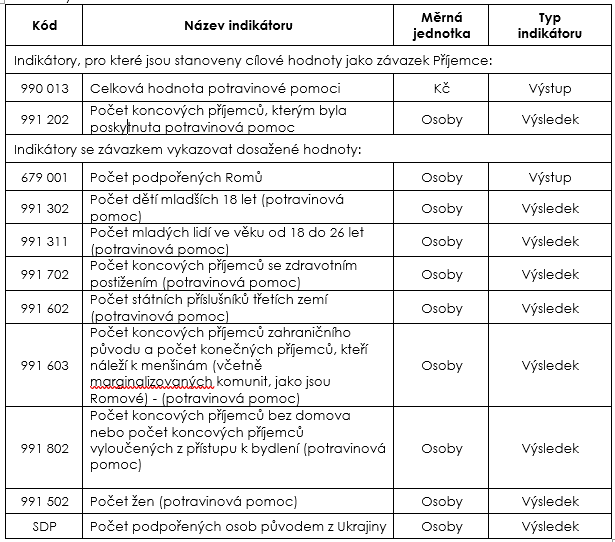 Kód Název indikátoru Měrná jednotka Typ indikátoru
Indikátory, pro které jsou stanoveny cílové hodnoty jako závazek Příjemce:
990 013 Celková hodnota potravinové pomoci Kč Výstup
991 202 Počet koncových příjemců, kterým byla
poskytnuta potravinová pomoc Osoby Výsledek
Indikátory se závazkem vykazovat dosažené hodnoty:
679 001 Počet podpořených Romů Osoby Výstup
991 302 Počet dětí mladších 18 let (potravinová
pomoc) Osoby Výsledek
991 311 Počet mladých lidí ve věku od 18 do 26 let
(potravinová pomoc) Osoby Výsledek
991 702 Počet koncových příjemců se zdravotním
postižením (potravinová pomoc) Osoby Výsledek
991 602 Počet státních příslušníků třetích zemí
(potravinová pomoc) Osoby Výsledek
991 603 Počet koncových příjemců zahraničního
původu a počet konečných příjemců, kteří
náleží k menšinám (včetně
marginalizovaných komunit, jako jsou
Romové) - (potravinová pomoc) Osoby Výsledek
991 802 Počet koncových příjemců bez domova
nebo počet koncových příjemců
vyloučených z přístupu k bydlení (potravinová
pomoc) Osoby Výsledek
991 502 Počet žen (potravinová pomoc) Osoby Výsledek
SDP Počet podpořených osob původem z Ukrajiny Osoby Výsledek